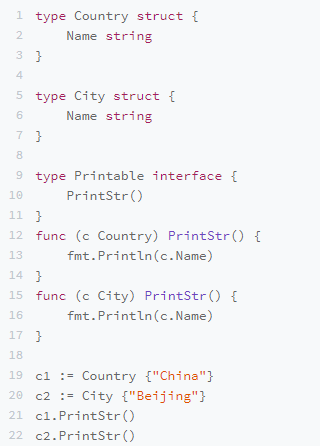 1 type Country struct {
2     Name string
3 }
4
5 type City struct {
6     Name string
7 }
8
9 type Printable interface {
10     PrintStr()
11 }
12 func (c Country) PrintStr() {
13     fmt.Println(c.Name)
14 }
15 func (c City) PrintStr() {
16     fmt.Println(c.Name)
17 }
18
19 c1 := Country {"China"}
20 c2 := City {"Beijing"}
21 c1.PrintStr()
22 c2.PrintStr()